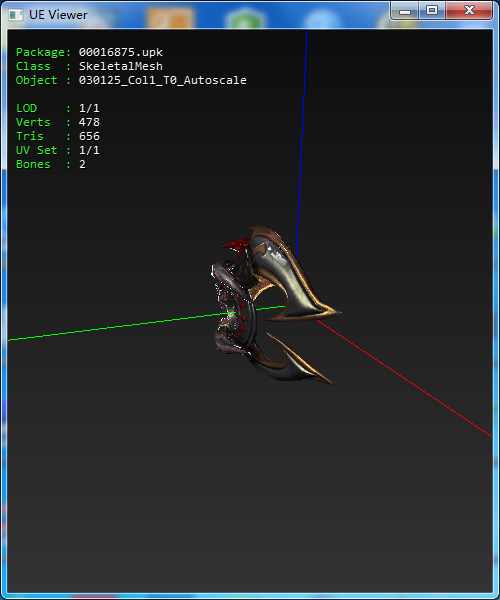 UE Viewer
Package: 00016875.upk
Class : SkeletalMesh
Object : 030125_Col1_T0_Autoscale
LOD : 1/1
Verts : 478
Tris : 656
UV Set : 1/1
Bones : 2